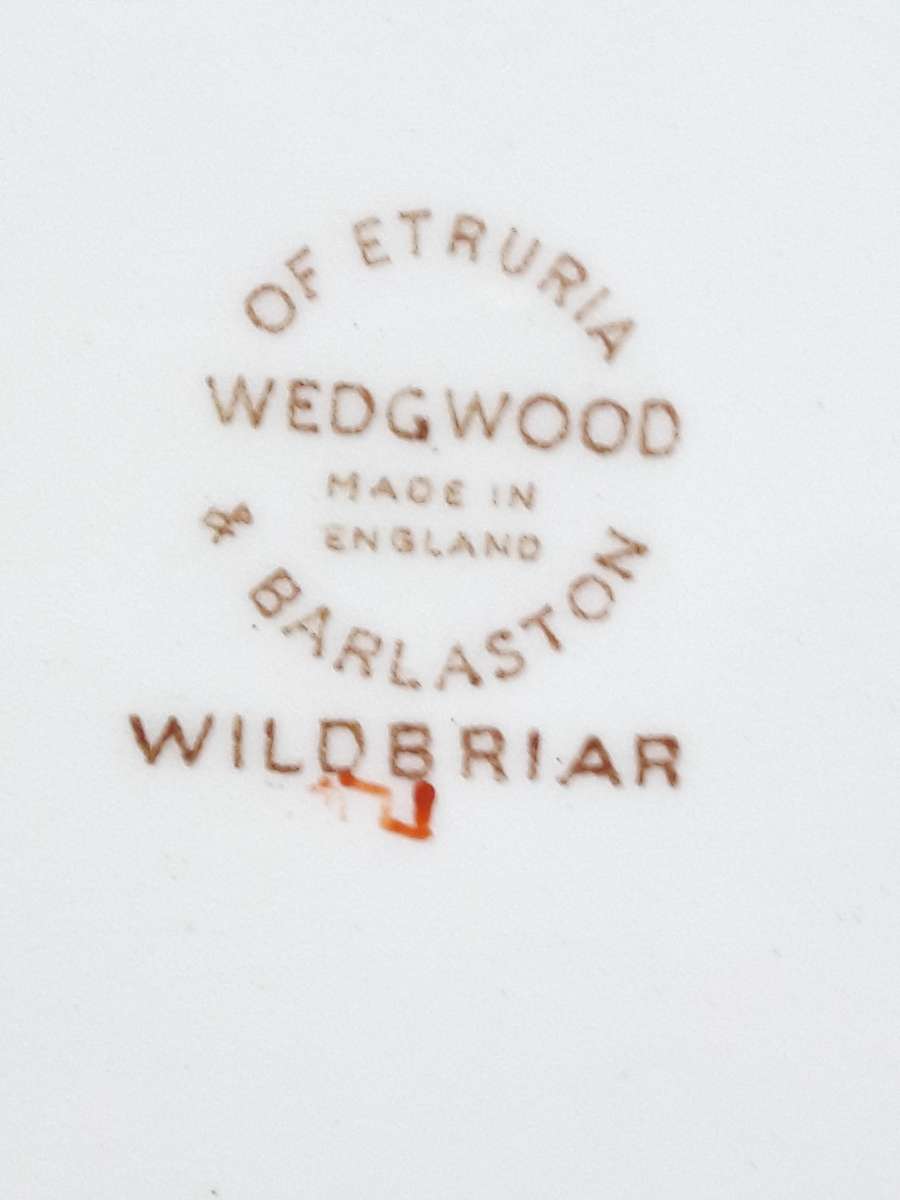 OF ETRURIA
WEDGWOOD
MADE IN
ENGLAND
& BARLASTON
WILDBRIAR